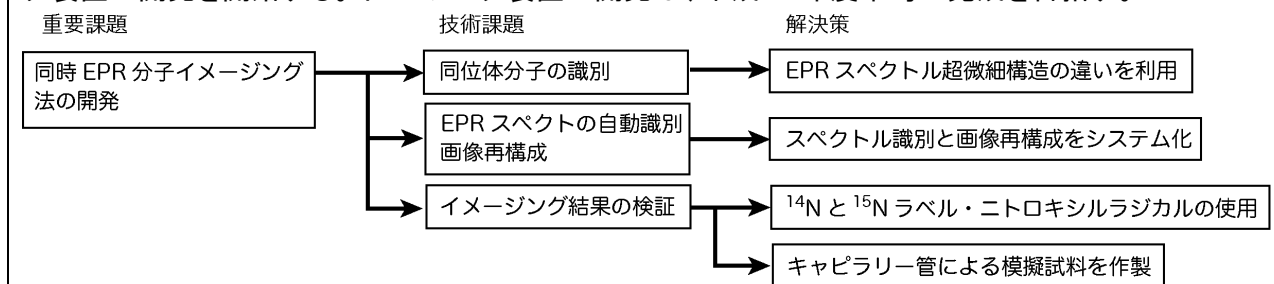 重要課題
技術課題
解決策
同時 EPR 分子イメージング
法の開発
同位体分子の識別
EPR スペクトル超微細構造の違いを利用
EPR スペクトの自動識別
画像再構成
スペクトル識別と画像再構成をシステム化
イメージング結果の検証
¹⁴N と ¹⁵N ラベル・ニトロキシルラジカルの使用
キャピラリー管による模擬試料を作製